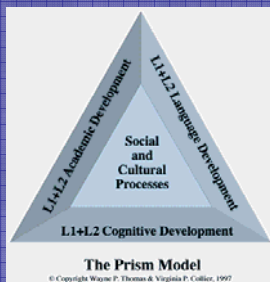 L1+L2 Academic Development
L1+L2 Language Development
Social
and
Cultural
Processes
L1+L2 Cognitive Development
The Prism Model
© Copyright Wayne P. Thomas & Virginia P. Collier, 1997